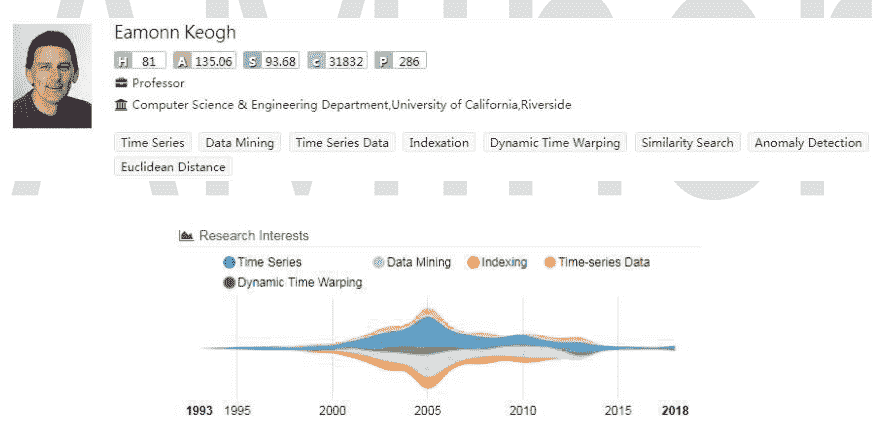 Eamonn Keogh
H 81 A 135.06 S 93.68 C 31832 P 286
Professor
Computer Science & Engineering Department,University of California,Riverside
Time Series Data Mining Time Series Data Indexation Dynamic Time Warping Similarity Search Anomaly Detection
Euclidean Distance
Research Interests
Time Series Data Mining Indexing Time-series Data
Dynamic Time Warping
1993 1995 2000 2005 2010 2015 2018